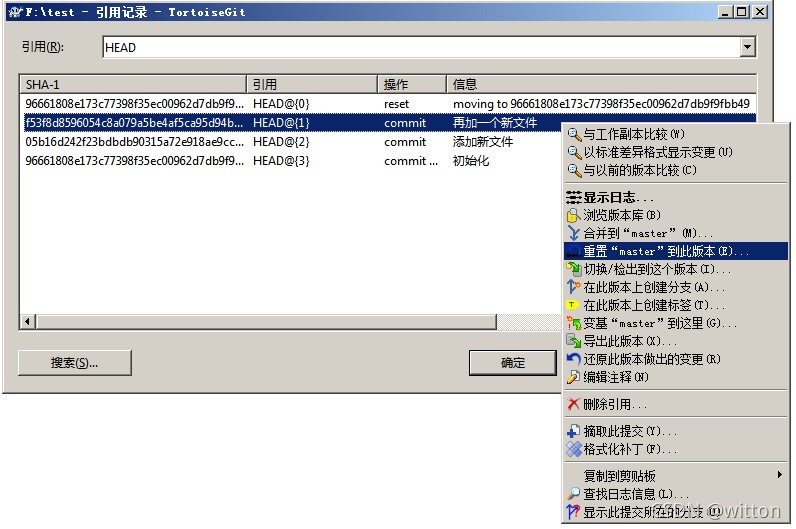 F:\test - 引用记录 - TortoiseGit
引用(R):
HEAD
SHA-1 引用 操作 信息
96661808e173c77398f35ec00962d7db9f9... HEAD@{0} reset moving to 96661808e173c77398f35ec00962d7db9f9fbb49
f53f8d8596054c8a079a5be4af5ca95d94b... HEAD@{1} commit 再加一个新文件
05b16d242f23bdbdb90315a72e918ae9cc... HEAD@{2} commit 添加新文件
96661808e173c77398f35ec00962d7db9f9... HEAD@{3} commit ... 初始化
搜索(S)...
确定
与工作副本比较(W)
以标准差异格式显示变更(U)
与以前的版本比较(C)
显示日志...
浏览版本库(B)
合并到“master”(M)...
重置“master”到此版本(E)...
切换/检出到这个版本(I)...
在此版本上创建分支(A)...
在此版本上创建标签(T)...
变基“master”到这里(G)...
导出此版本(X)...
还原此版本做出的变更(R)
编辑注释(N)
删除引用...
摘取此提交(Y)...
格式化补丁(F)...
复制到剪贴板
查找日志信息(L)...
显示此提交所在的分支(D)
CSDN @witton